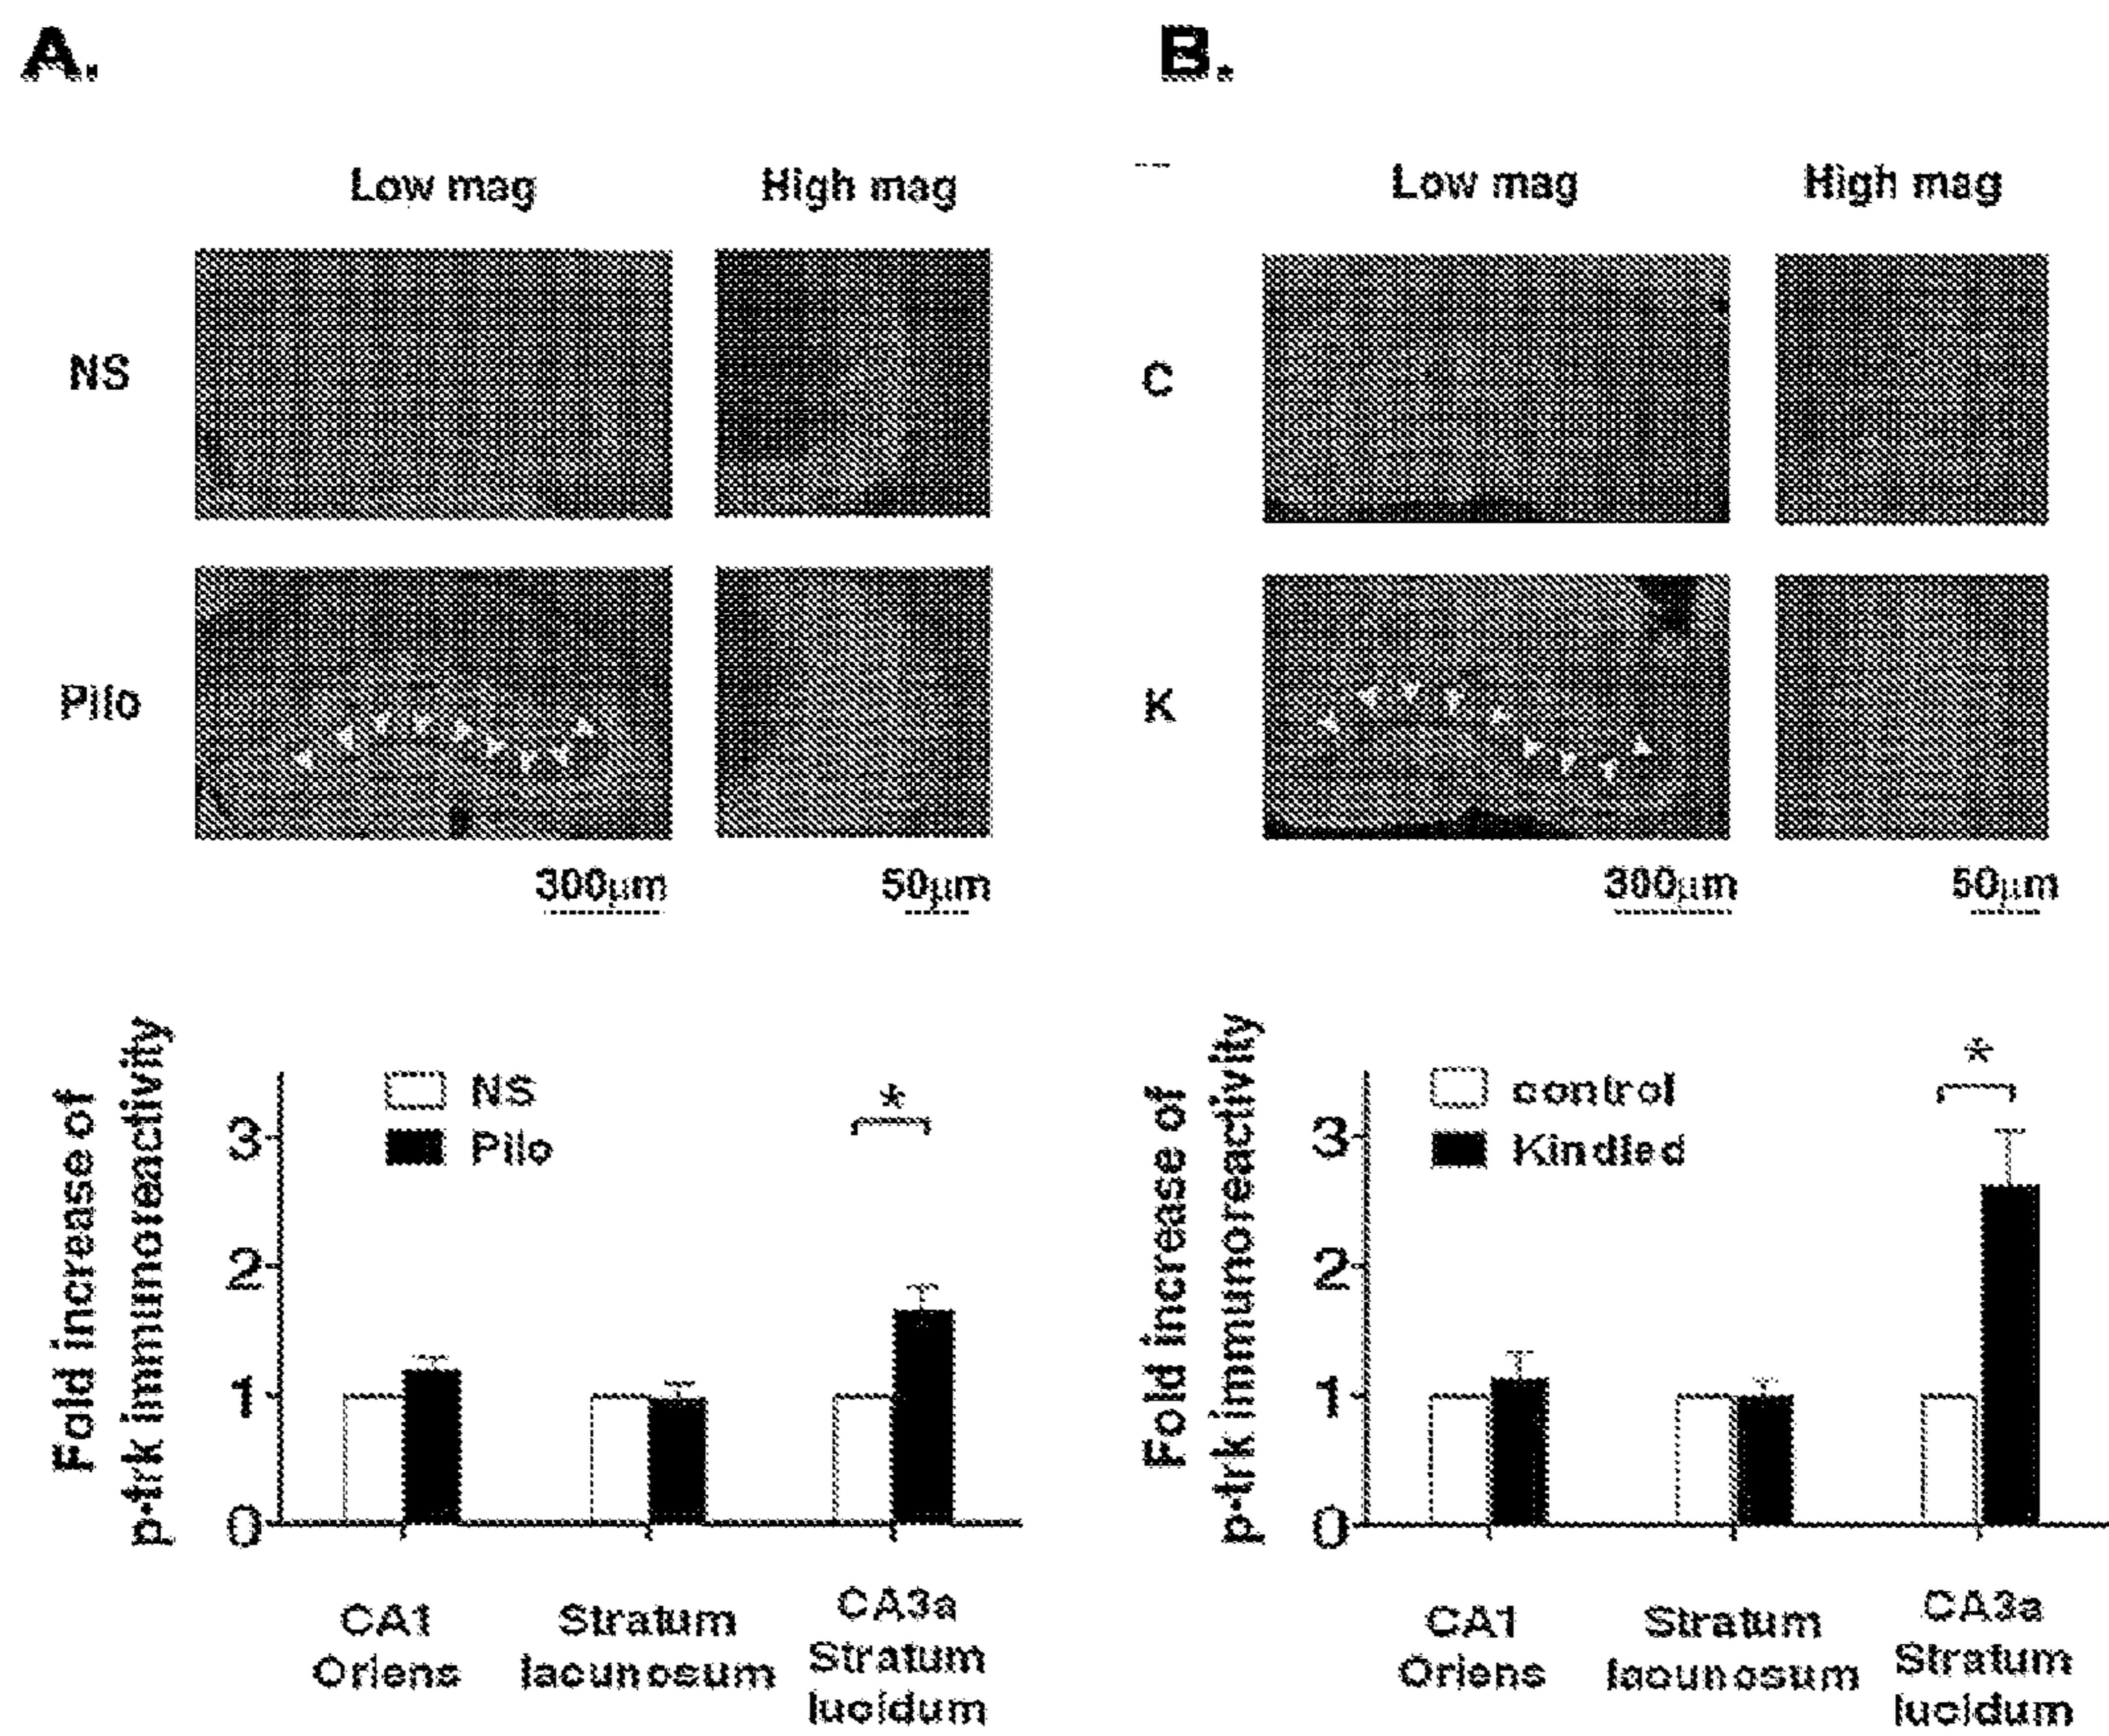 A.
Low mag High mag
NS
Pilo
300µm 50µm
Fold increase of
p-trk immunoreactivity
3
2
1
0
NS
Pilo
*
CA1
Oriens
Stratum
lacunosum
CA3a
Stratum
lucidum
B.
Low mag High mag
C
K
300µm 50µm
Fold increase of
p-trk immunoreactivity
3
2
1
0
control
Kindled
*
CA1
Oriens
Stratum
lacunosum
CA3a
Stratum
lucidum